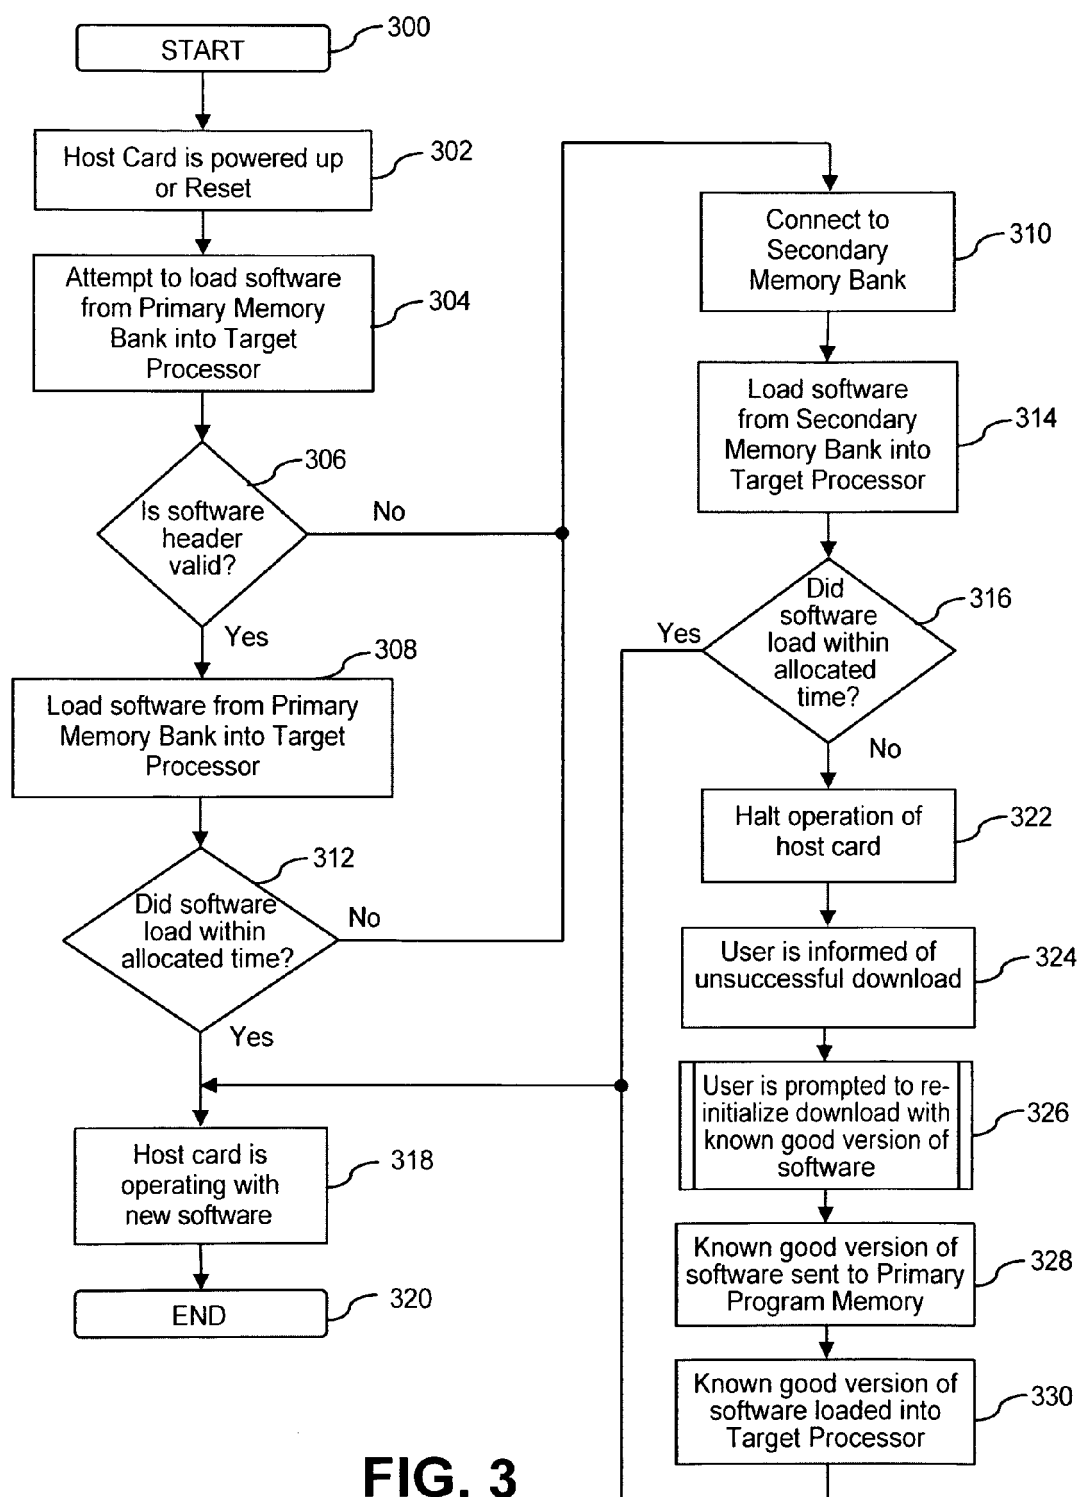 START
300
Host Card is powered up
or Reset
302
Attempt to load software
from Primary Memory
Bank into Target
Processor
304
Is software
header
valid?
306
No
Yes
308
Load software from Primary
Memory Bank into Target
Processor
Did software
load within
allocated time?
312
No
Yes
Host card is
operating with
new software
318
END
320
Connect to
Secondary
Memory Bank
310
Load software
from Secondary
Memory Bank into
Target Processor
314
Did
software
load within
allocated
time?
316
Yes
No
Halt operation of
host card
322
User is informed of
unsuccessful download
324
User is prompted to re-
initialize download with
known good version of
software
326
Known good version of
software sent to Primary
Program Memory
328
Known good version of
software loaded into
Target Processor
330
FIG. 3